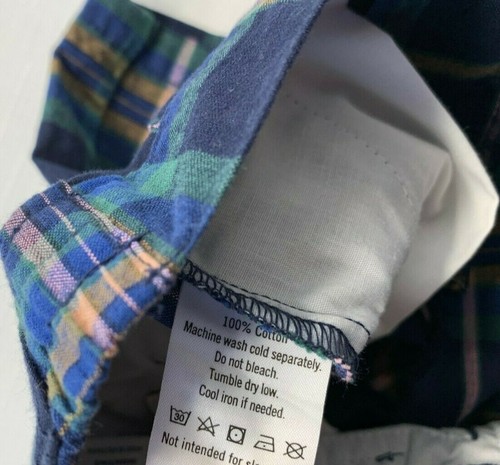 100% Cotton
Machine wash cold separately.
Do not bleach.
Tumble dry low.
Cool iron if needed.
30
Not intended for